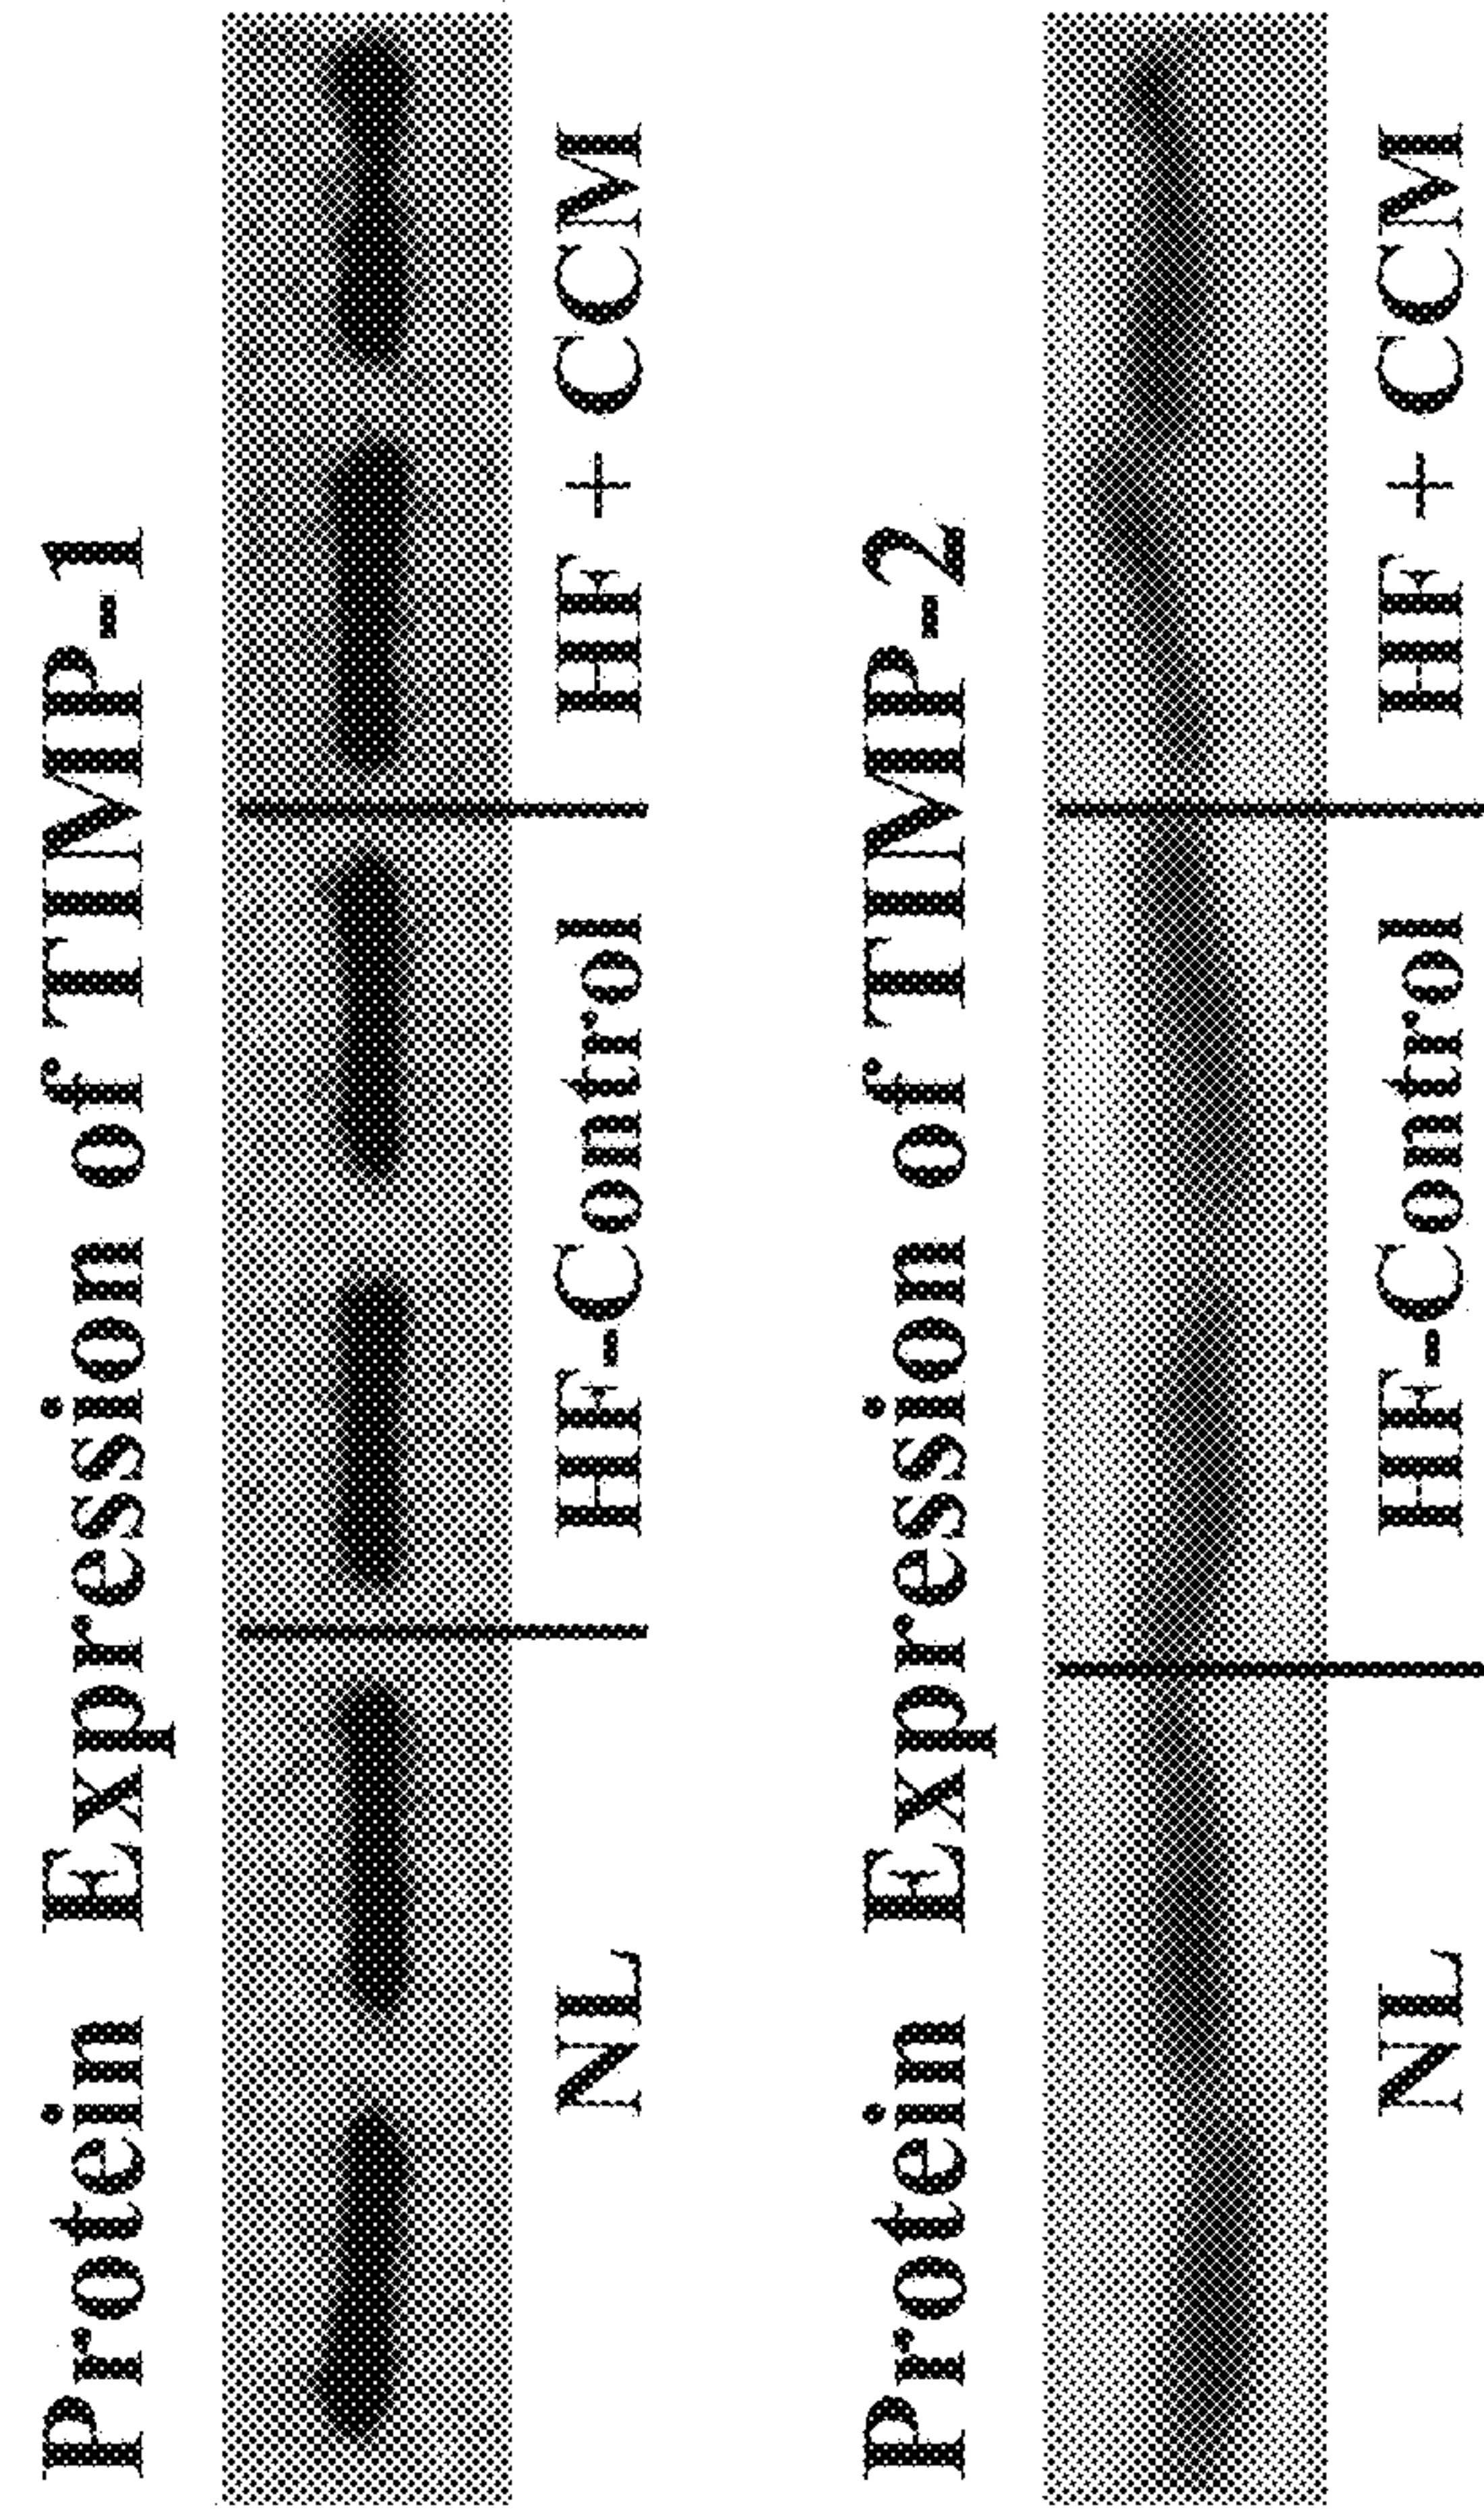 Protein Expression of TIMP-1
NL HF-Control HF + CCM
Protein Expression of TIMP-2
NL HF-Control HF + CCM